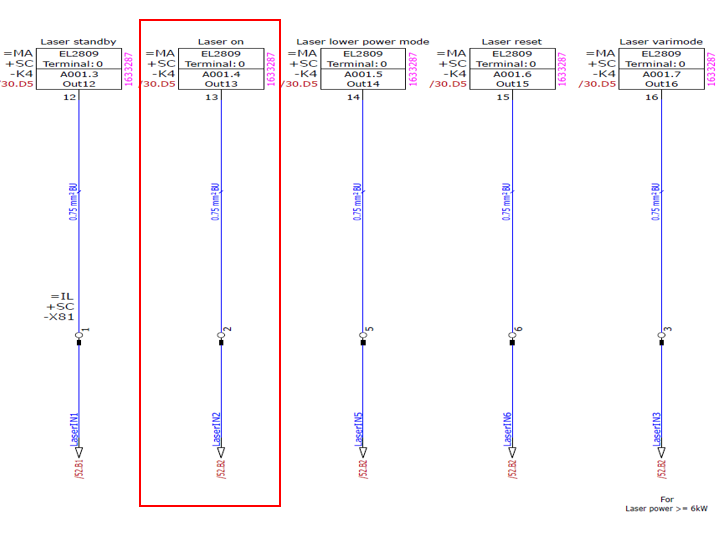 Laser standby
=MA
+SC
-K4
/30.D5
EL2809
Terminal:0
A001.3
Out12
1633287
12
0.75 mm² BU
=IL
+SC
-X81
1
LaserIN1
/52.B1
Laser on
=MA
+SC
-K4
/30.D5
EL2809
Terminal:0
A001.4
Out13
1633287
13
0.75 mm² BU
2
LaserIN2
/52.B2
Laser lower power mode
=MA
+SC
-K4
/30.D5
EL2809
Terminal:0
A001.5
Out14
1633287
14
0.75 mm² BU
5
LaserIN5
/52.B2
Laser reset
=MA
+SC
-K4
/30.D5
EL2809
Terminal:0
A001.6
Out15
1633287
15
0.75 mm² BU
6
LaserIN6
/52.B2
Laser varimode
=MA
+SC
-K4
/30.D5
EL2809
Terminal:0
A001.7
Out16
1633287
16
0.75 mm² BU
3
LaserIN3
/52.B2
For
Laser power >= 6kW